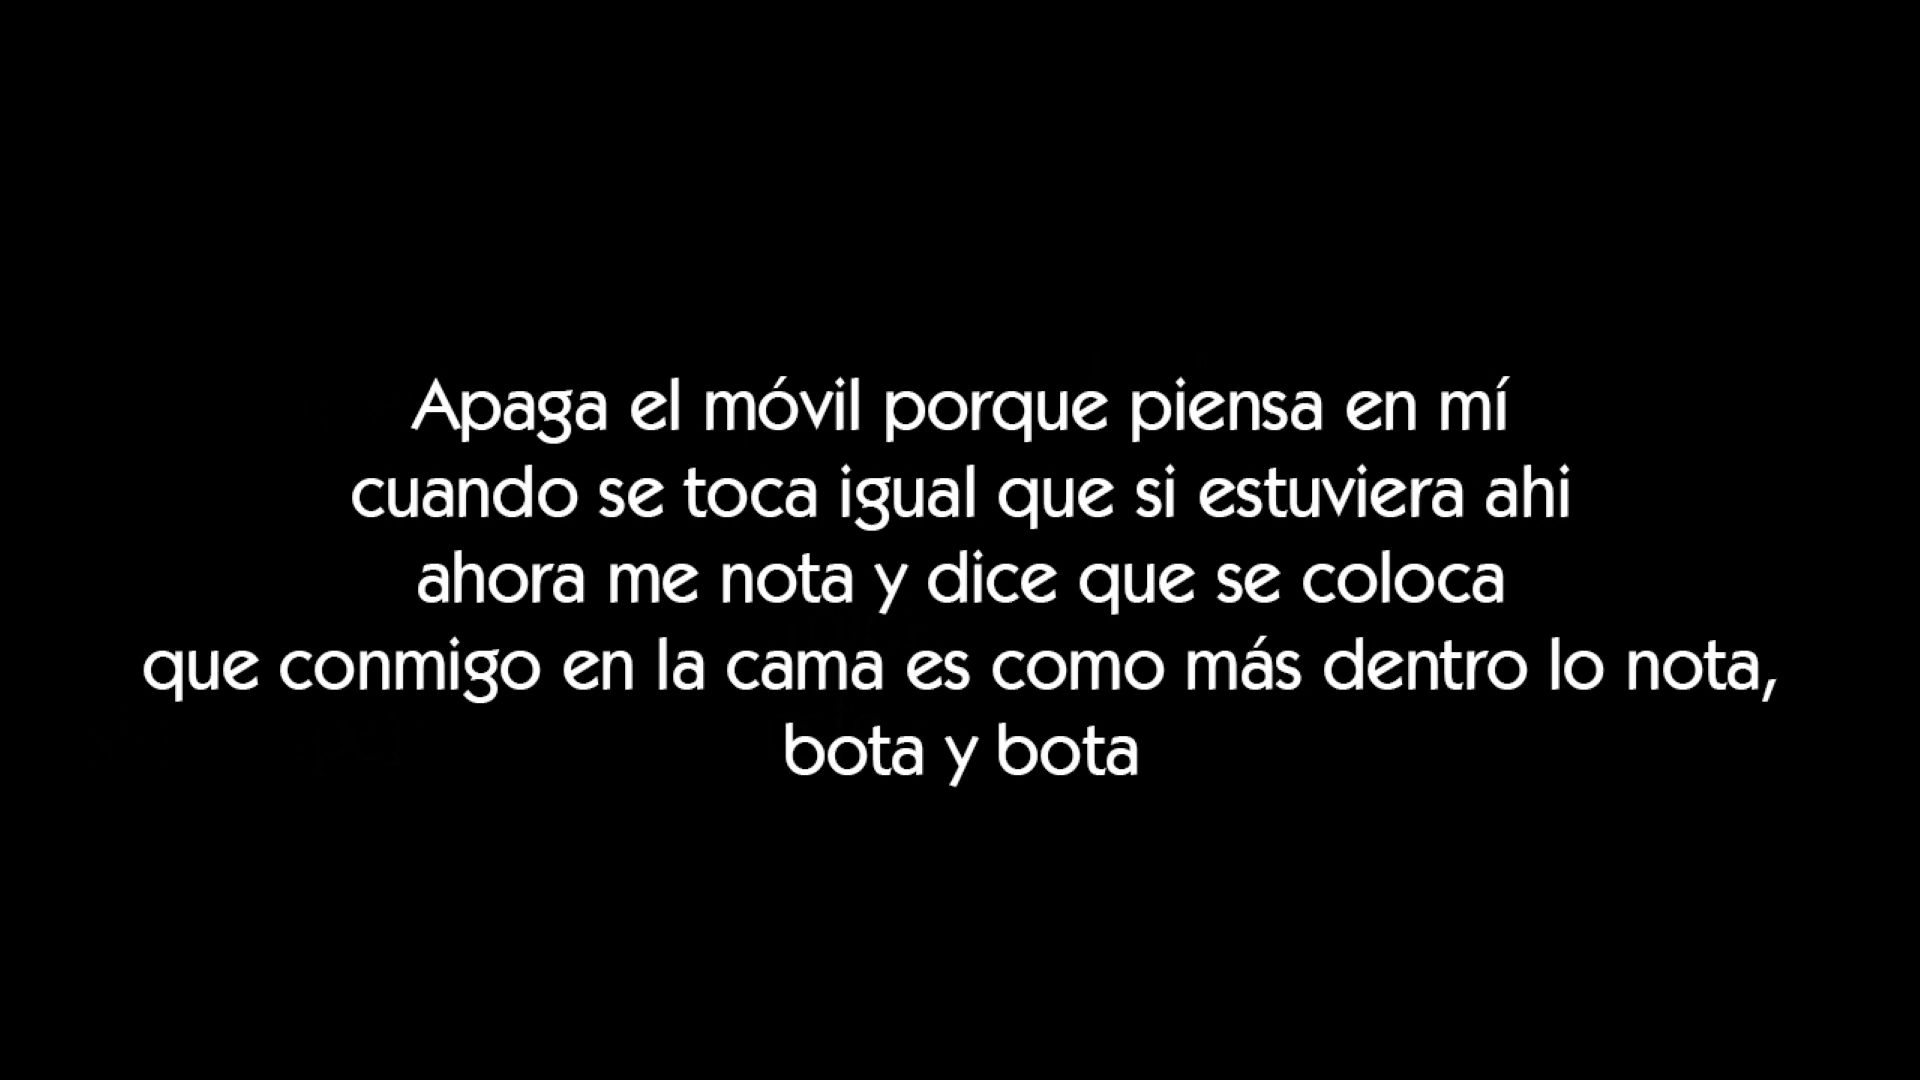 Apaga el móvil porque piensa en mí
cuando se toca igual que si estuviera ahi
ahora me nota y dice que se coloca
que conmigo en la cama es como más dentro lo nota,
bota y bota